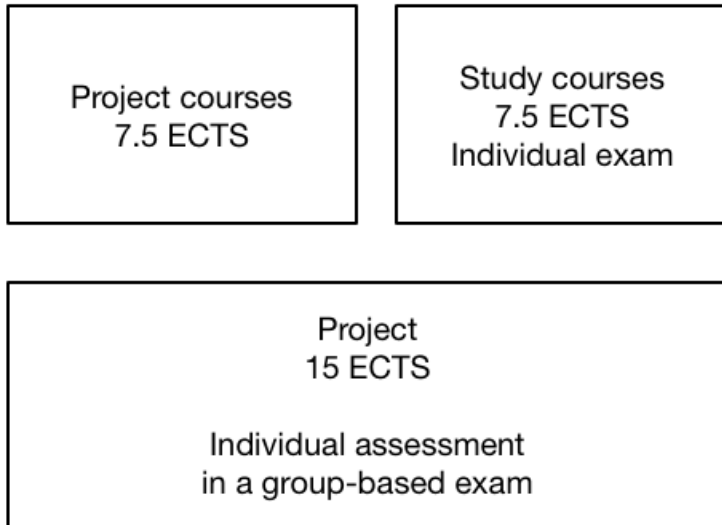 Project courses
7.5 ECTS
Study courses
7.5 ECTS
Individual exam
Project
15 ECTS
Individual assessment
in a group-based exam